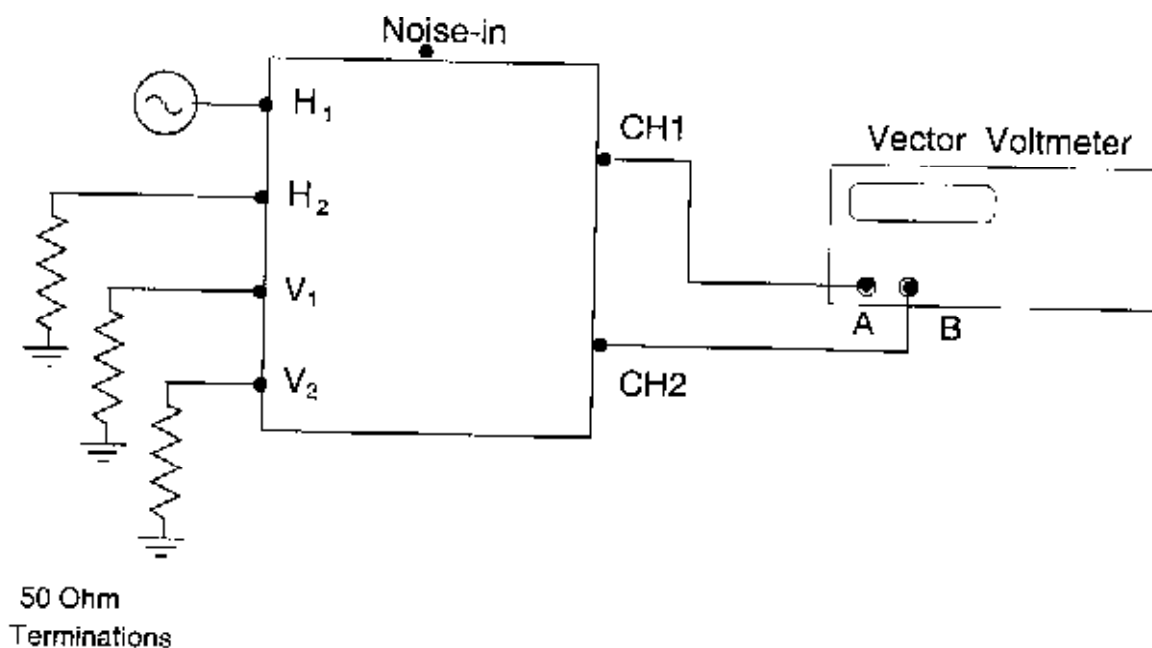 Noise-in
H1
CH1
Vector Voltmeter
H2
V1
A
B
V2
CH2
50 Ohm
Terminations